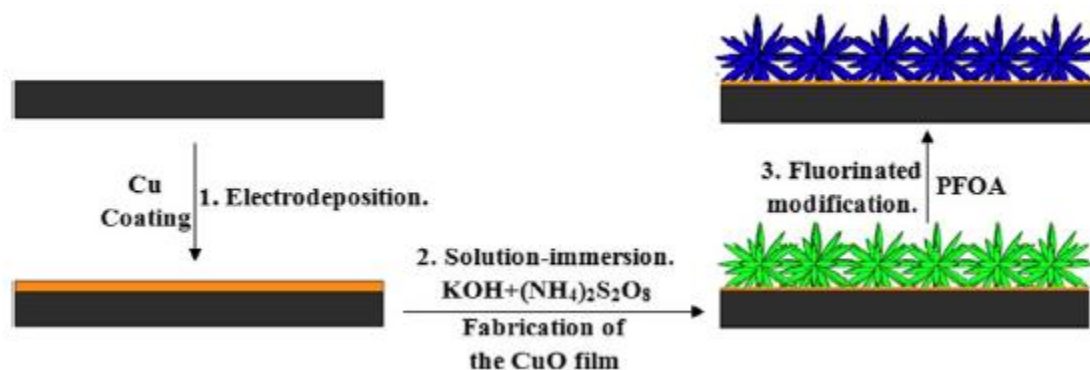 Cu
Coating
1. Electrodeposition.
2. Solution-immersion.
KOH+(NH₄)₂S₂O₈
Fabrication of
the CuO film
3. Fluorinated
modification.
PFOA